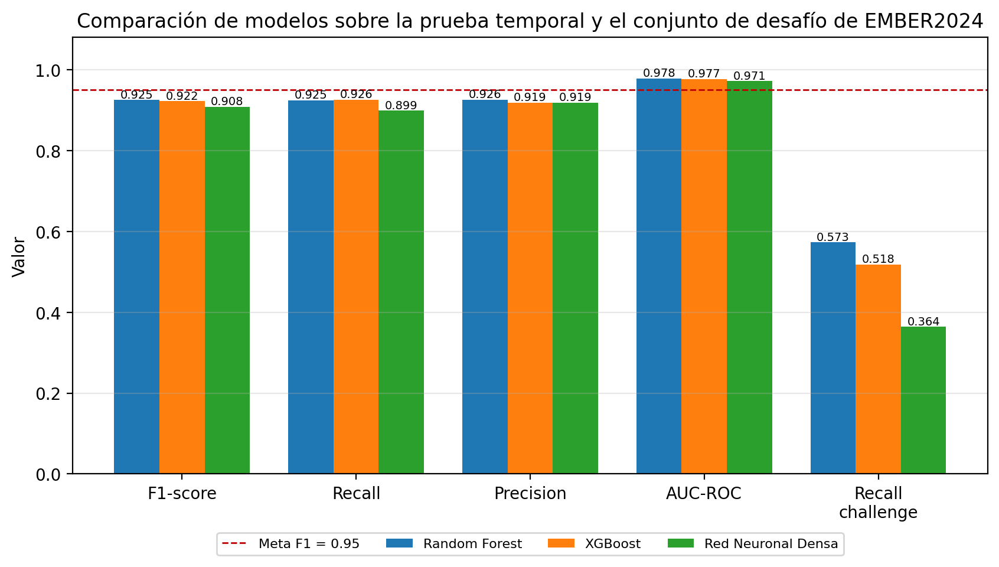 Comparación de modelos sobre la prueba temporal y el conjunto de desafío de EMBER2024
Valor
1.0
0.8
0.6
0.4
0.2
0.0
0.925 0.922 0.908
0.925 0.926 0.899
0.926 0.919 0.919
0.978 0.977 0.971
0.573 0.518 0.364
F1-score
Recall
Precision
AUC-ROC
Recall
challenge
Meta F1 = 0.95
Random Forest
XGBoost
Red Neuronal Densa